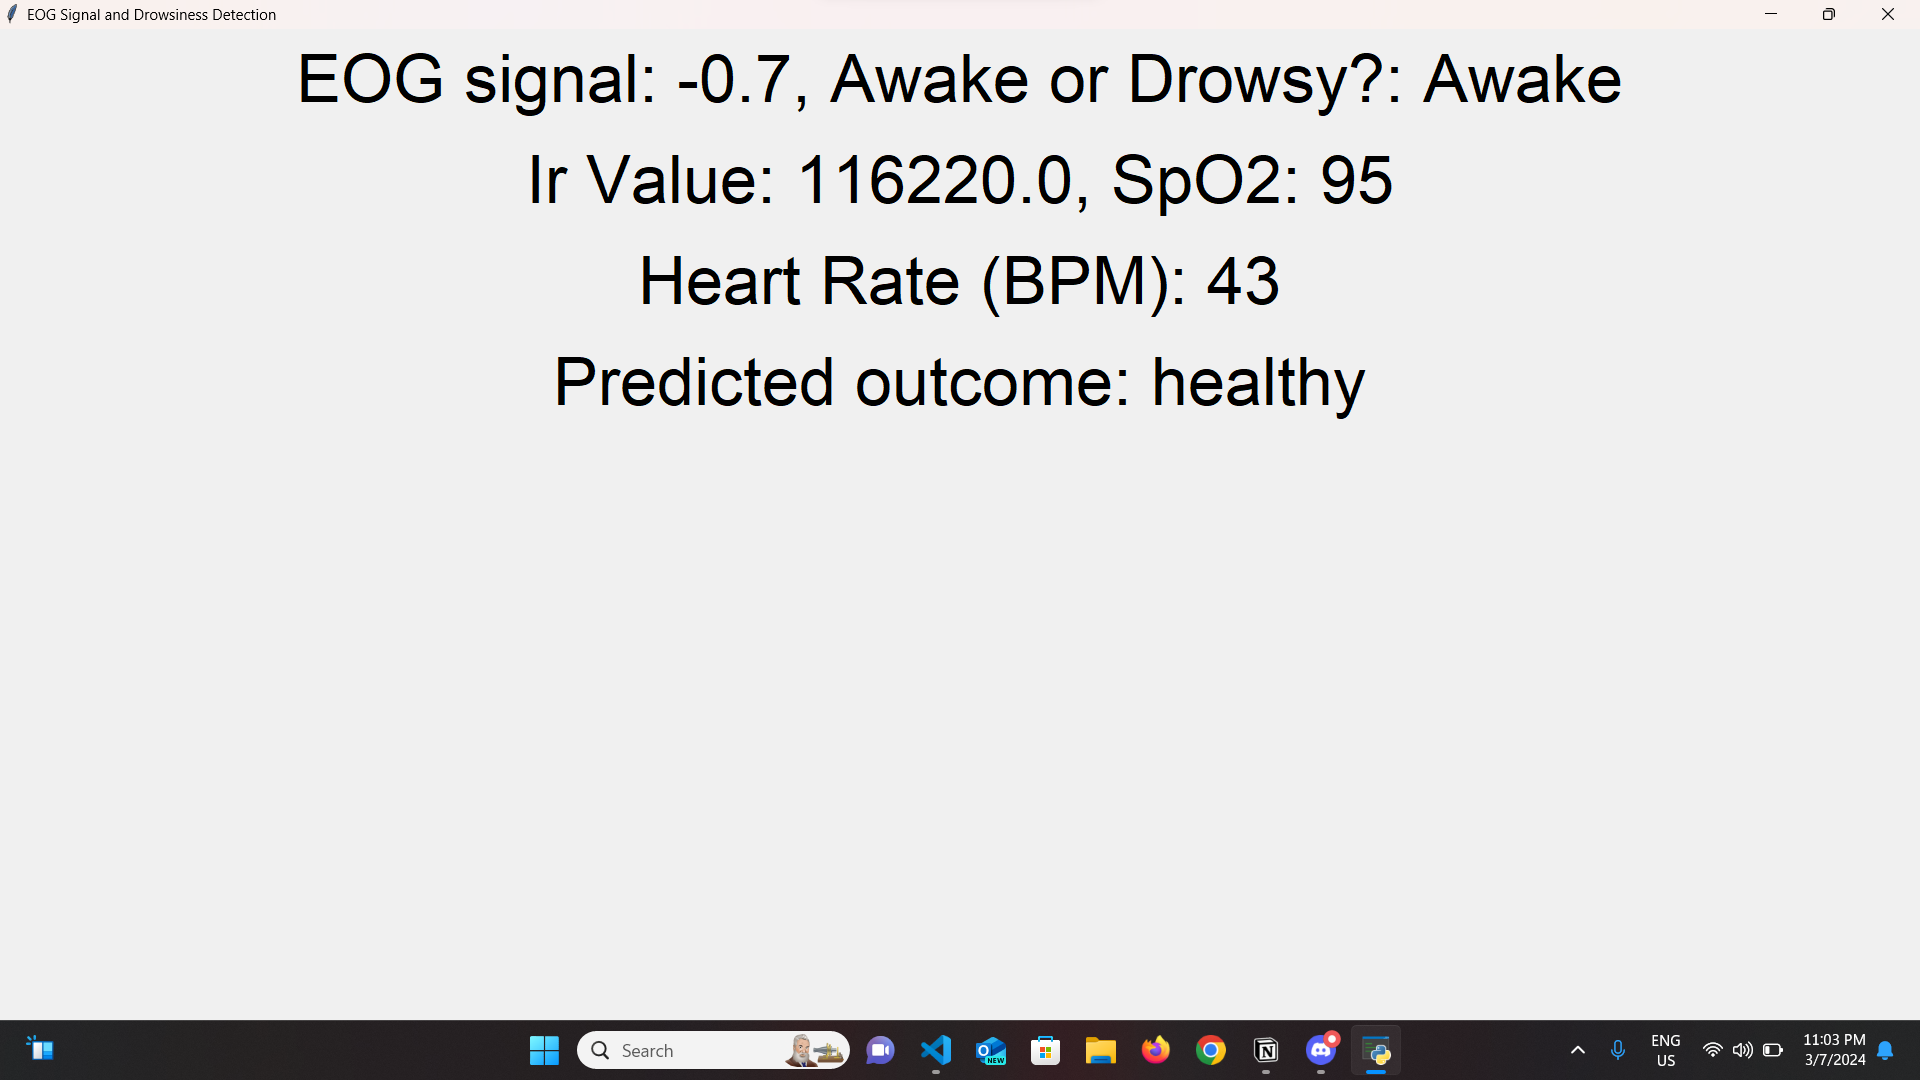 EOG Signal and Drowsiness Detection
EOG signal: -0.7, Awake or Drowsy?: Awake
Ir Value: 116220.0, SpO2: 95
Heart Rate (BPM): 43
Predicted outcome: healthy
Search
NEW
ENG
US
11:03 PM
3/7/2024